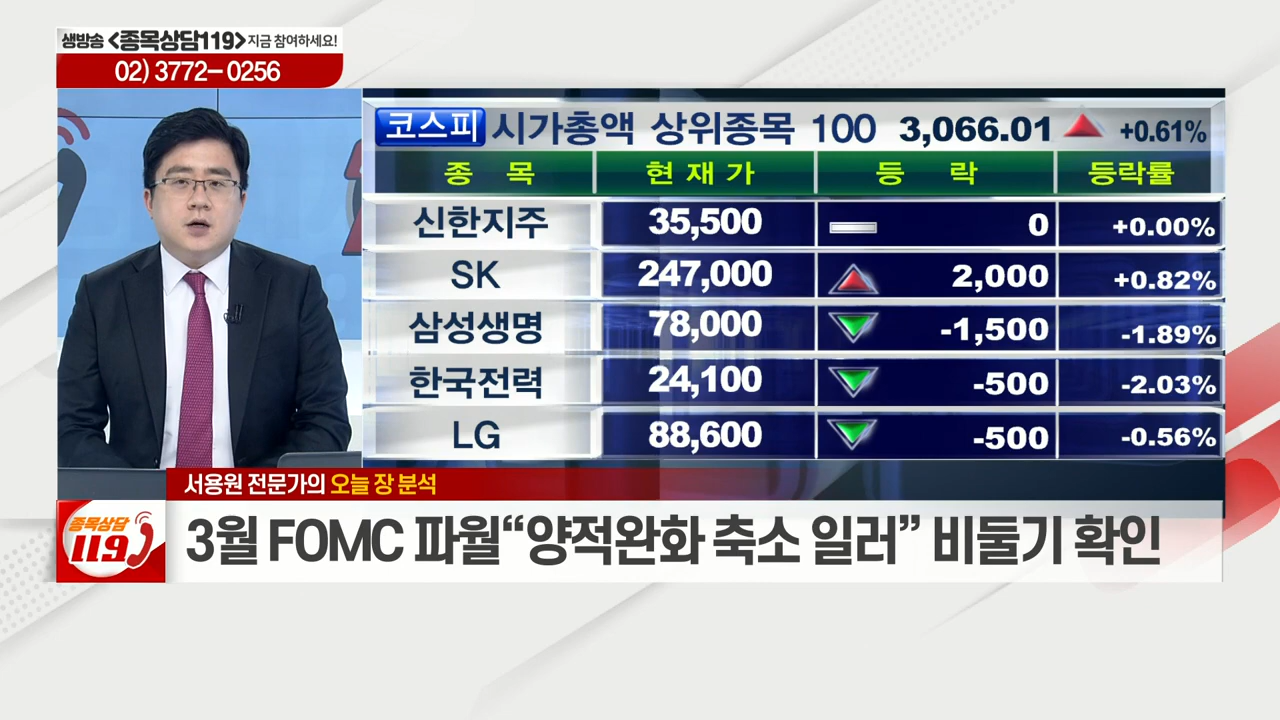 생방송 <종목상담119> 지금 참여하세요!
02) 3772-0256
코스피 시가총액 상위종목 100 3,066.01 +0.61%
종 목 현재가 등 락 등락률
신한지주 35,500 0 +0.00%
SK 247,000 2,000 +0.82%
삼성생명 78,000 -1,500 -1.89%
한국전력 24,100 -500 -2.03%
LG 88,600 -500 -0.56%
서용원 전문가의 오늘 장 분석
종목상담
119
3월 FOMC 파월“양적완화 축소 일러” 비둘기 확인